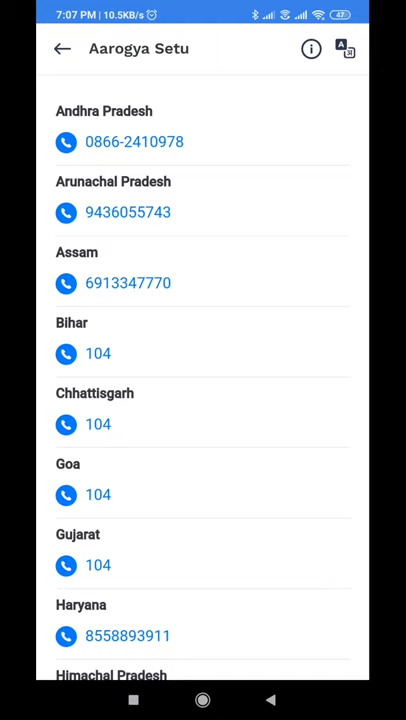 7:07 PM | 10.5KB/s
47
Aarogya Setu
A
अ
Andhra Pradesh
0866-2410978
Arunachal Pradesh
9436055743
Assam
6913347770
Bihar
104
Chhattisgarh
104
Goa
104
Gujarat
104
Haryana
8558893911
Himachal Pradesh